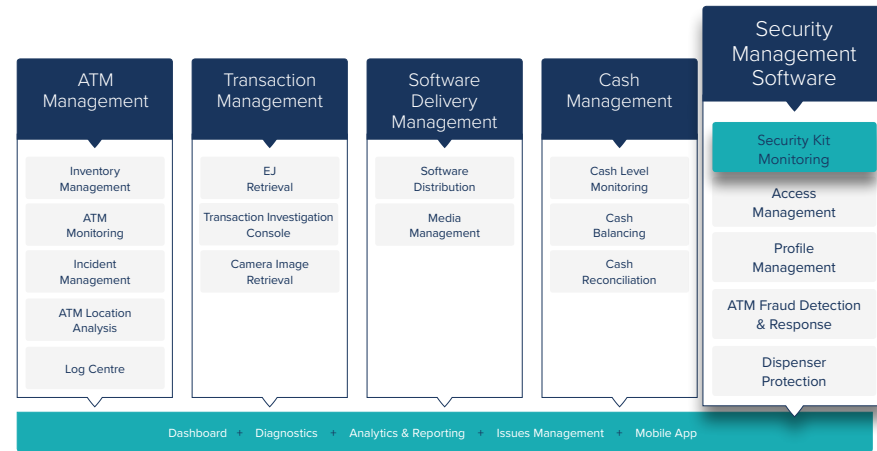 ATM
Management
Inventory
Management
ATM
Monitoring
Incident
Management
ATM Location
Analysis
Log Centre
Transaction
Management
EJ
Retrieval
Transaction Investigation
Console
Camera Image
Retrieval
Software
Delivery
Management
Software
Distribution
Media
Management
Cash
Management
Cash Level
Monitoring
Cash
Balancing
Cash
Reconciliation
Security
Management
Software
Security Kit
Monitoring
Access
Management
Profile
Management
ATM Fraud Detection
& Response
Dispenser
Protection
Dashboard + Diagnostics + Analytics & Reporting + Issues Management + Mobile App